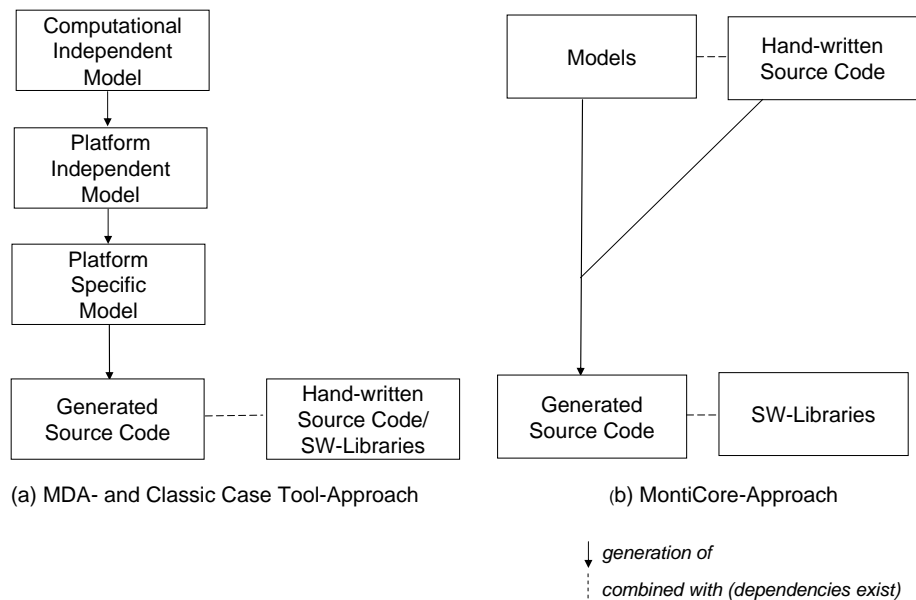 Computational
Independent
Model
Platform
Independent
Model
Platform
Specific
Model
Generated
Source Code
Hand-written
Source Code/
SW-Libraries
(a) MDA- and Classic Case Tool-Approach
Models
Hand-written
Source Code
Generated
Source Code
SW-Libraries
(b) MontiCore-Approach
generation of
combined with (dependencies exist)